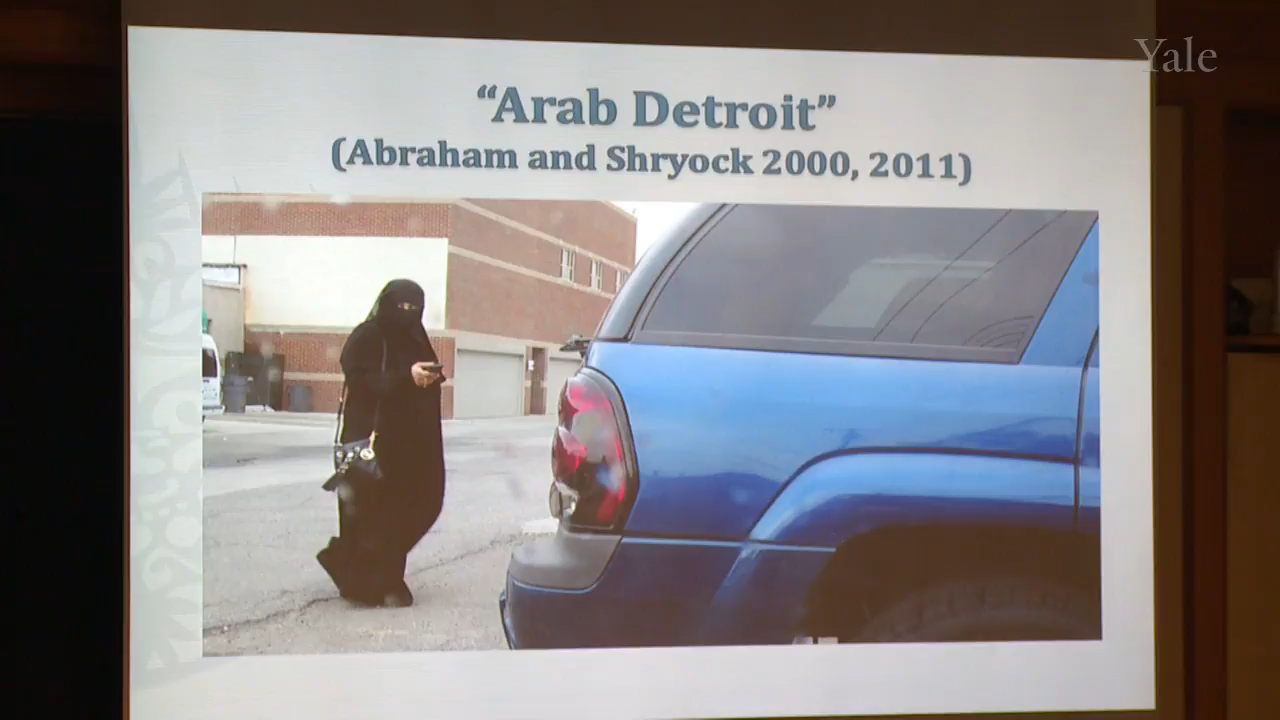 Yale
“Arab Detroit”
(Abraham and Shryock 2000, 2011)